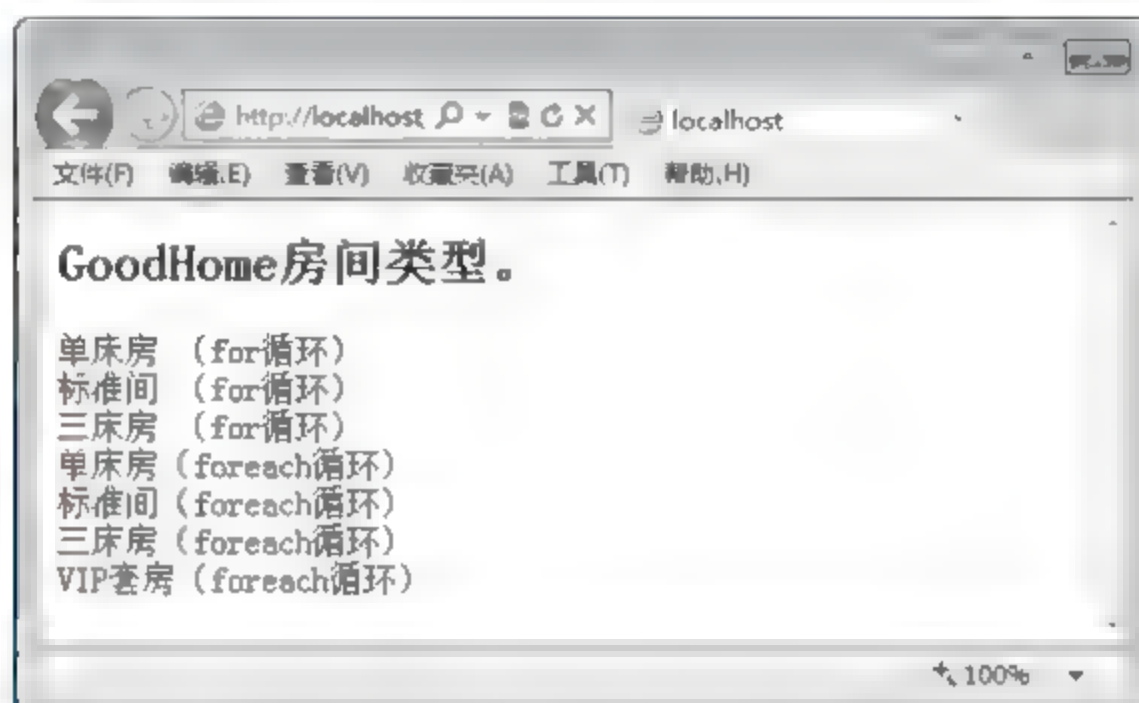 http://localhost
localhost
文件(F) 编辑(E) 查看(V) 收藏夹(A) 工具(T) 帮助(H)
GoodHome房间类型。
单床房 （for循环）
标准间 （for循环）
三床房 （for循环）
单床房（foreach循环）
标准间（foreach循环）
三床房（foreach循环）
VIP套房（foreach循环）
100%